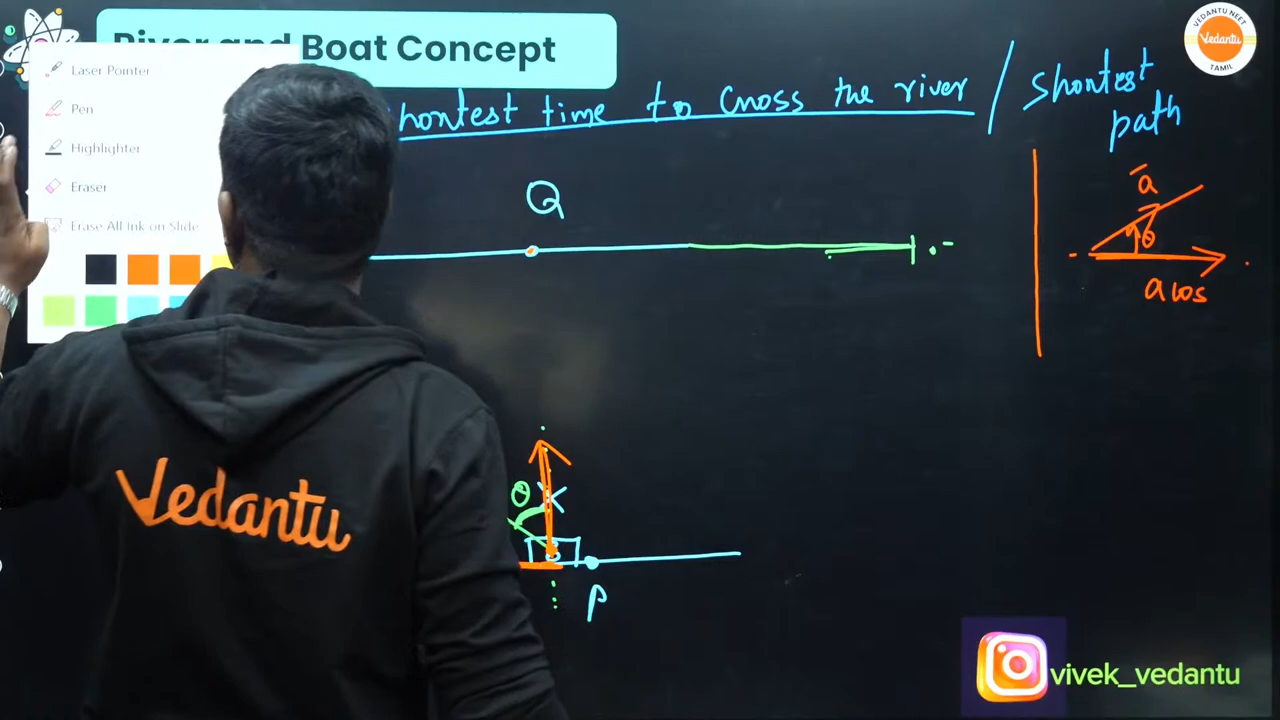 River and Boat Concept
VEDANTU NEET
Vedantu
TAMIL
Laser Pointer
Pen
Highlighter
Eraser
Erase All Ink on Slide
hortest time to cross the river / shortest
path
Q
a
θ
a cos
θ
P
Vedantu
vivek_vedantu